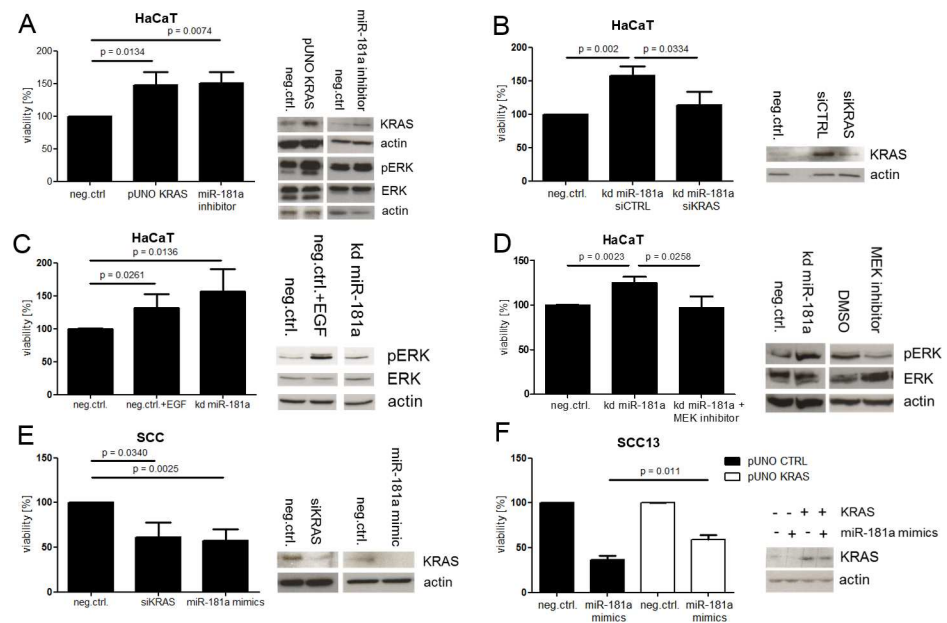 A
HaCaT
p = 0.0074
p = 0.0134
viability [%]
200
150
100
50
0
neg.ctrl
pUNO KRAS
miR-181a
inhibitor
neg.ctrl.
pUNO KRAS
neg.ctrl
miR-181a inhibitor
KRAS
actin
pERK
ERK
actin
B
HaCaT
p = 0.002
p = 0.0334
viability [%]
200
150
100
50
0
neg.ctrl.
kd miR-181a
siCTRL
kd miR-181a
siKRAS
neg.ctrl.
siCTRL
siKRAS
KRAS
actin
C
HaCaT
p = 0.0136
p = 0.0261
viability [%]
200
150
100
50
0
neg.ctrl.
neg.ctrl.+EGF
kd miR-181a
neg.ctrl.
neg.ctrl.+EGF
kd miR-181a
pERK
ERK
actin
D
HaCaT
p = 0.0023
p = 0.0258
viability [%]
200
150
100
50
0
neg.ctrl.
kd miR-181a
kd miR-181a +
MEK inhibitor
neg.ctrl.
kd miR-181a
DMSO
MEK inhibitor
pERK
ERK
actin
E
SCC
p = 0.0340
p = 0.0025
viability [%]
150
100
50
0
neg.ctrl.
siKRAS
miR-181a mimics
neg.ctrl.
siKRAS
neg.ctrl.
miR-181a mimic
KRAS
actin
F
SCC13
pUNO CTRL
pUNO KRAS
p = 0.011
viability [%]
150
100
50
0
neg.ctrl.
miR-181a
mimics
neg.ctrl.
miR-181a
mimics
- - + + KRAS
- + - + miR-181a mimics
KRAS
actin